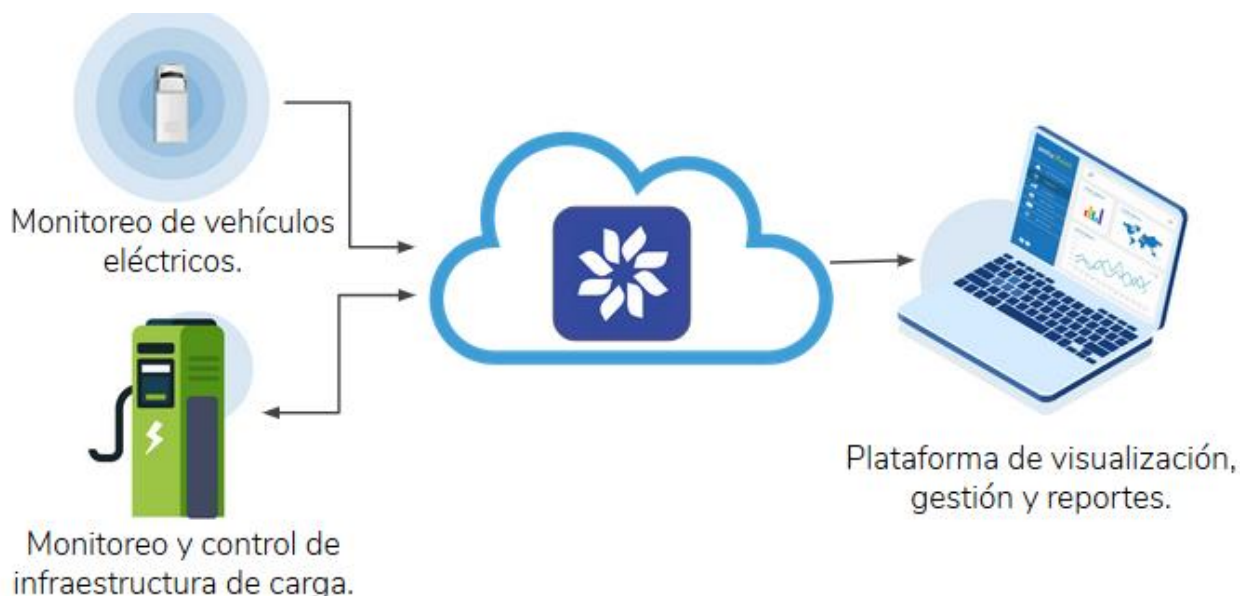 Monitoreo de vehículos
eléctricos.
Monitoreo y control de
infraestructura de carga.
Plataforma de visualización,
gestión y reportes.